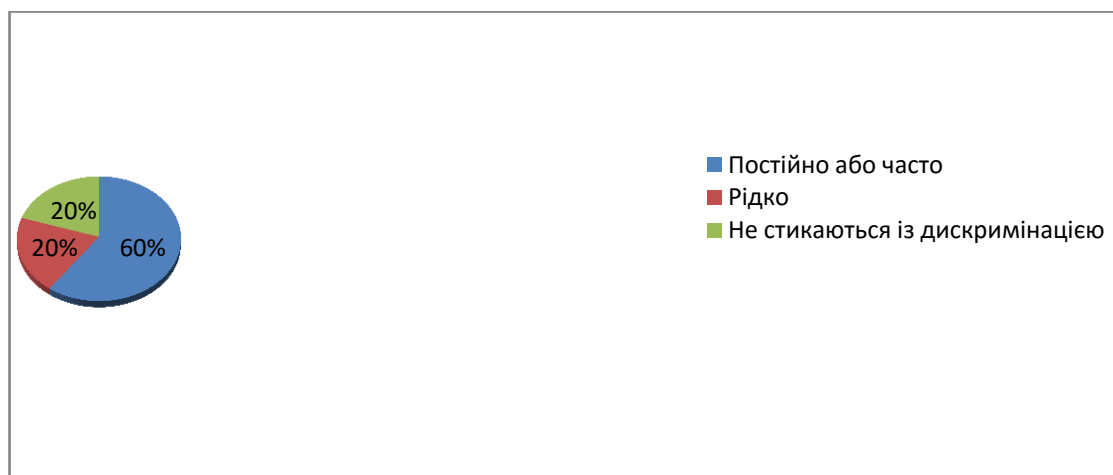 20%
20%
60%
Постійно або часто
Рідко
Не стикаються із дискримінацією